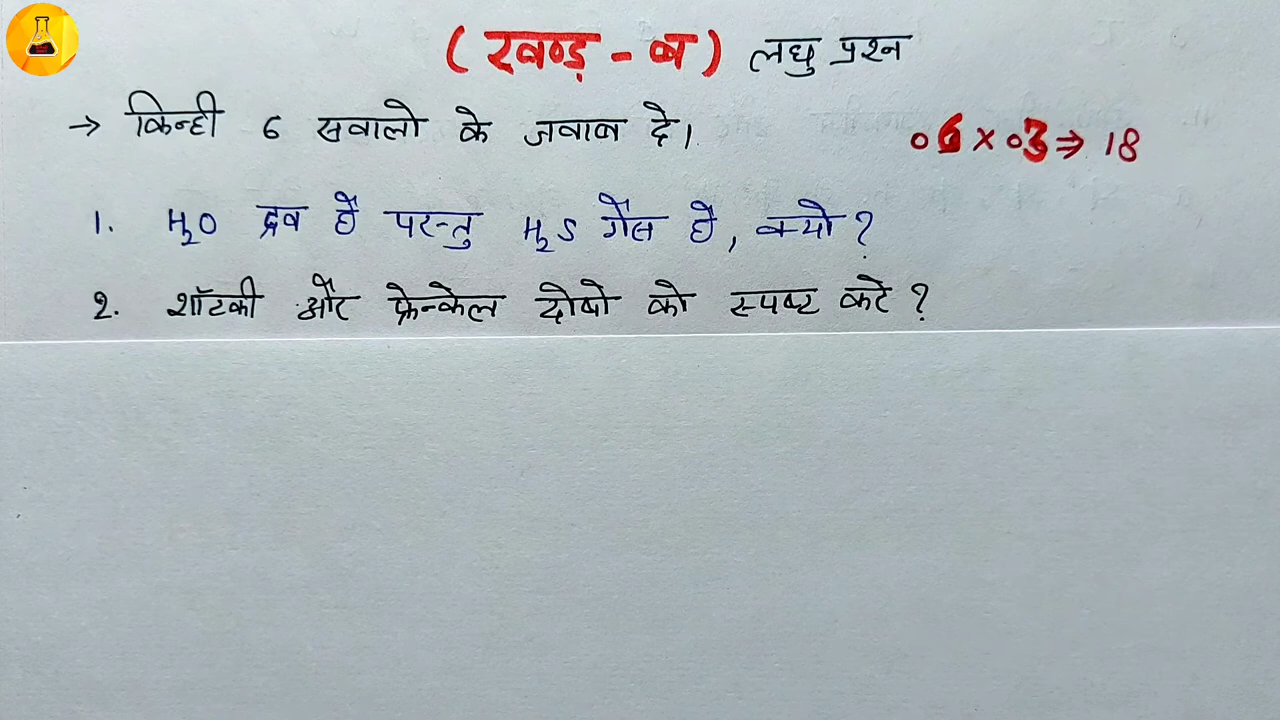 (खण्ड़ - ब) लघु प्रश्न
→ किन्ही 6 सवालो के जवाब दे। 06 x 03 ⇒ 18
1. H₂O द्रव है परन्तु H₂S गैस है, क्यो?
2. शॉटकी और फ्रेन्केल दोषो को स्पष्ट करे?